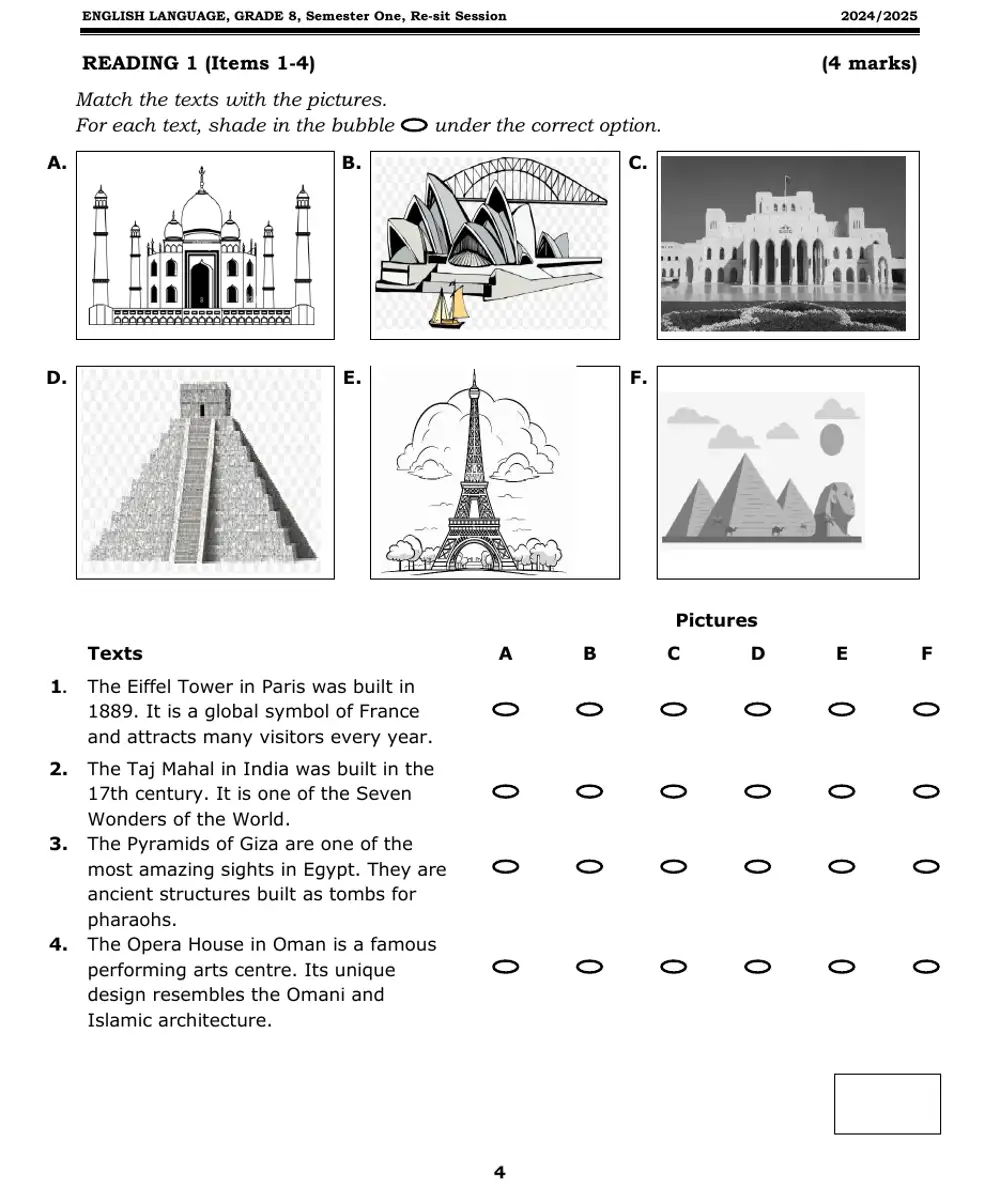 ENGLISH LANGUAGE, GRADE 8, Semester One, Re-sit Session 2024/2025
READING 1 (Items 1-4) (4 marks)
Match the texts with the pictures.
For each text, shade in the bubble under the correct option.
A. B. C.
D. E. F.
Pictures
Texts A B C D E F
1. The Eiffel Tower in Paris was built in
1889. It is a global symbol of France
and attracts many visitors every year.
2. The Taj Mahal in India was built in the
17th century. It is one of the Seven
Wonders of the World.
3. The Pyramids of Giza are one of the
most amazing sights in Egypt. They are
ancient structures built as tombs for
pharaohs.
4. The Opera House in Oman is a famous
performing arts centre. Its unique
design resembles the Omani and
Islamic architecture.
4